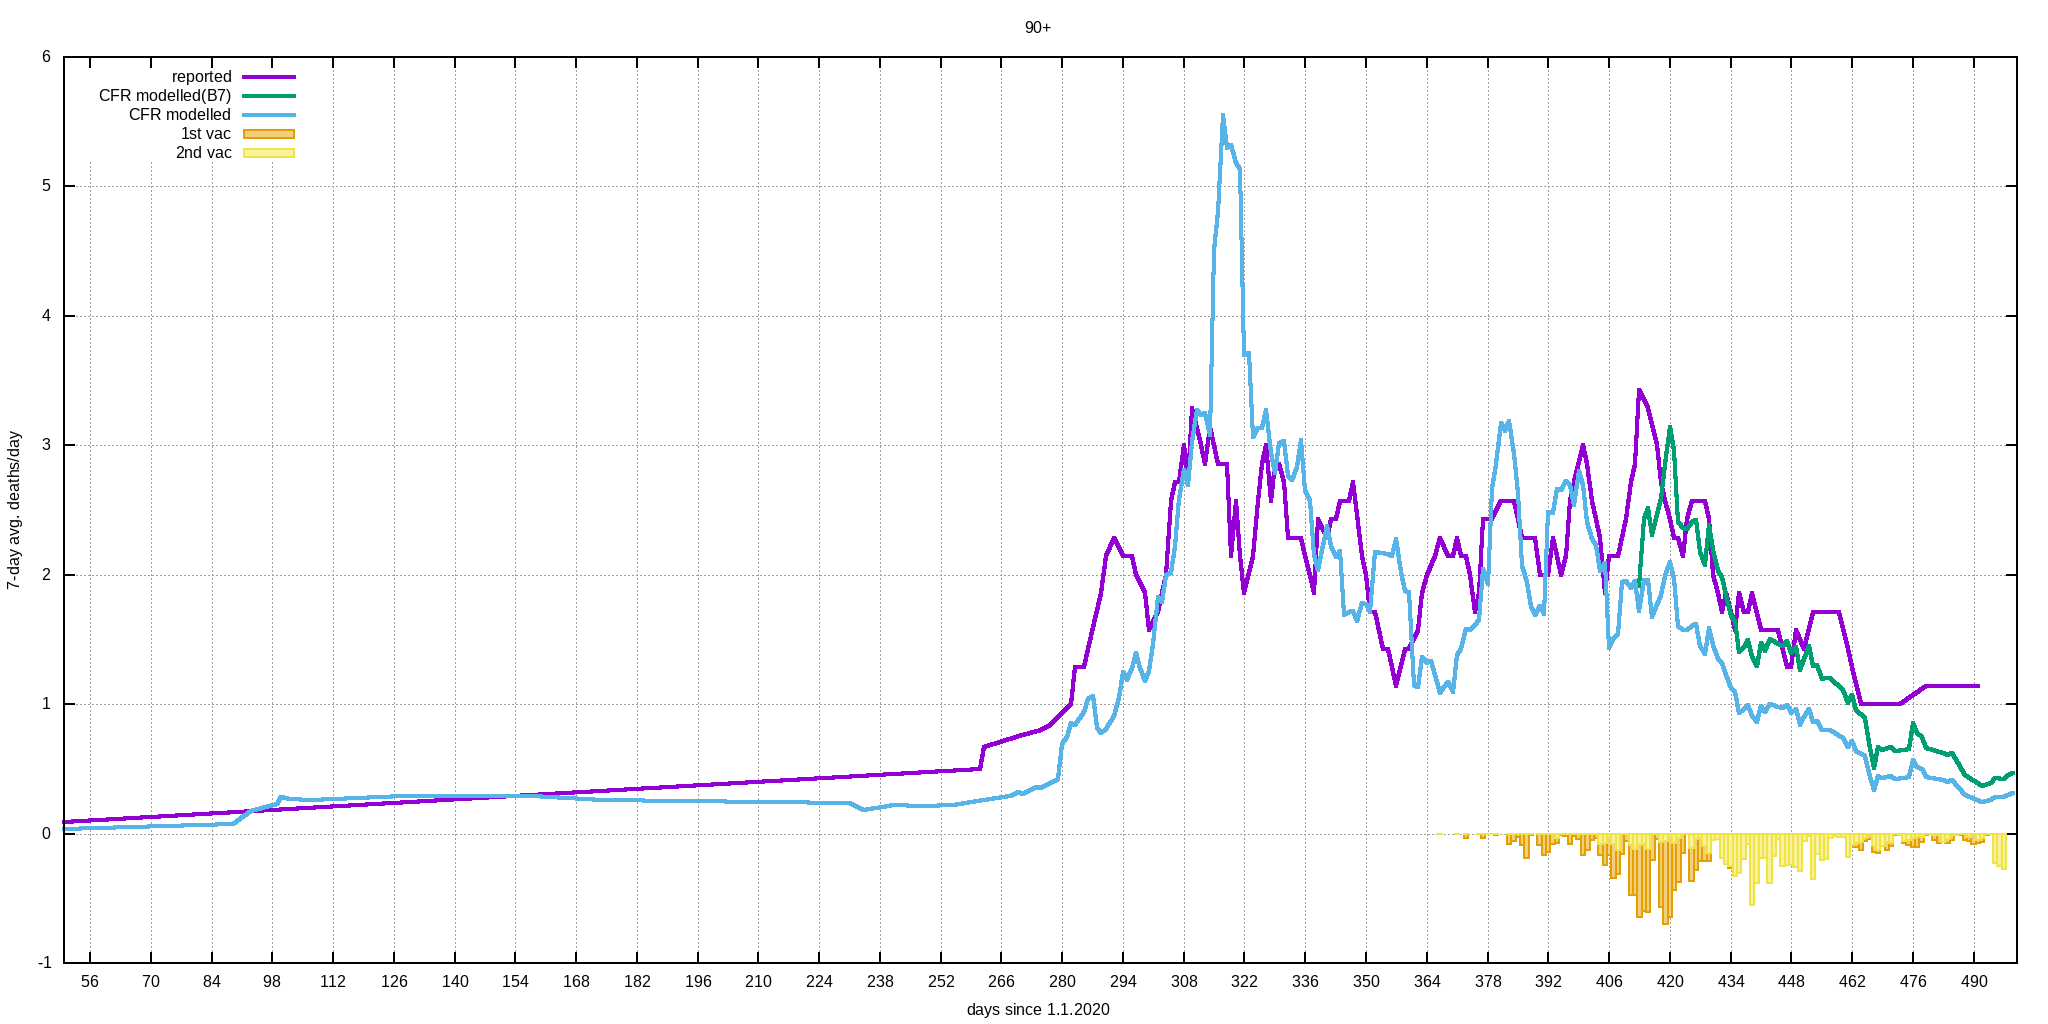 90+
6
5
4
3
2
1
0
-1
7-day avg. deaths/day
reported
CFR modelled(B7)
CFR modelled
1st vac
2nd vac
56 70 84 98 112 126 140 154 168 182 196 210 224 238 252 266 280 294 308 322 336 350 364 378 392 406 420 434 448 462 476 490
days since 1.1.2020